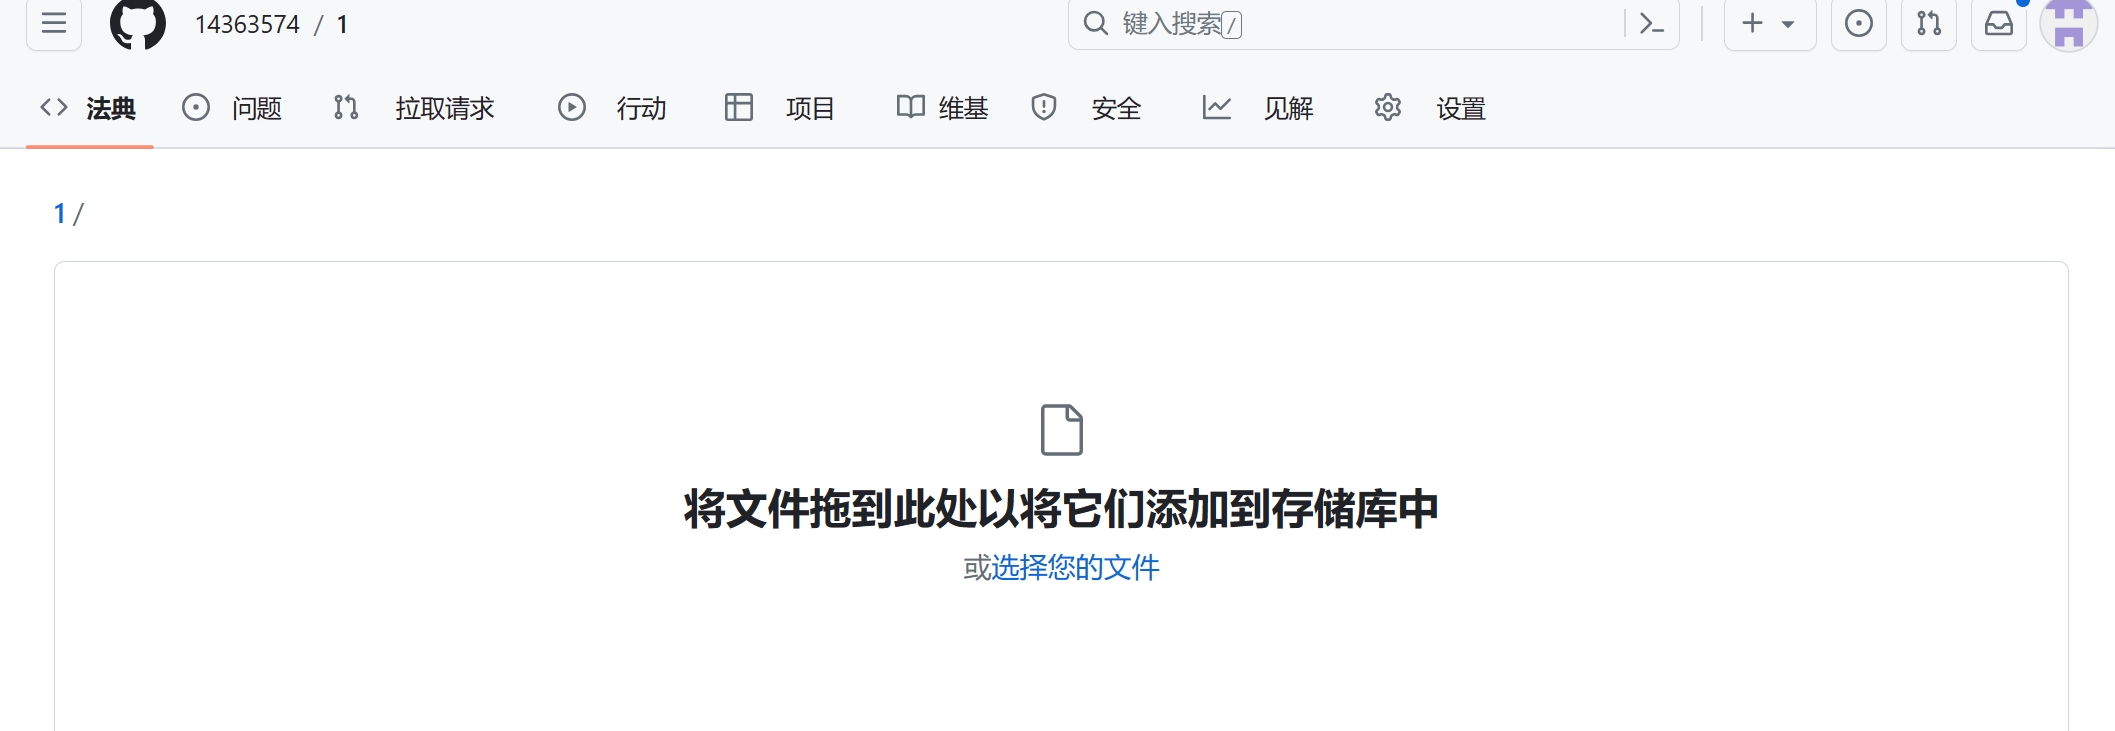 14363574 / 1
键入搜索 /
法典 问题 拉取请求 行动 项目 维基 安全 见解 设置
1 /
将文件拖到此处以将它们添加到存储库中
或选择您的文件